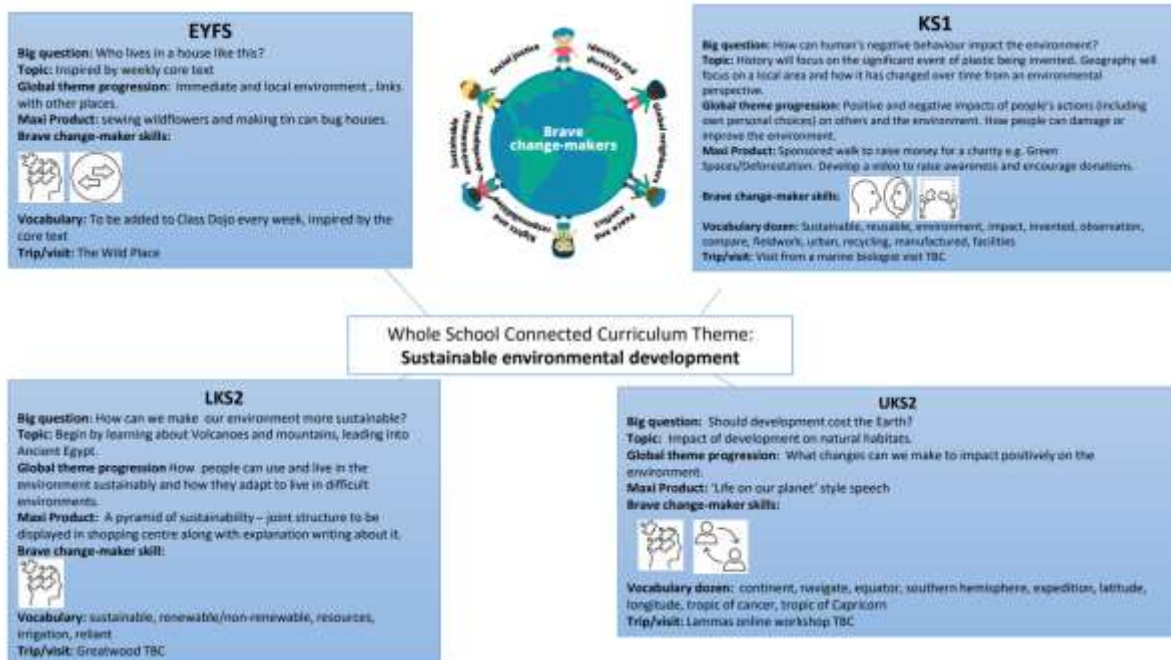 EYFS
Big question: Who lives in a house like this?
Topic: Inspired by weekly core text
Global theme progression: Immediate and local environment , links
with other places.
Maxi Product: sewing wildflowers and making tin can bug houses.
Brave change-maker skills:
Vocabulary: To be added to Class Dojo every week, inspired by the
core text
Trip/visit: The Wild Place
Social justice
Identity and
diversity
Global neighbours
Peace and
conflict
Rights and
responsibilities
Sustainable
environmental
development
Brave
change-makers
KS1
Big question: How can human's negative behaviour impact the environment?
Topic: History will focus on the significant event of plastic being invented. Geography will
focus on a local area and how it has changed over time from an environmental
perspective.
Global theme progression: Positive and negative impacts of people's actions (including
own personal choices) on others and the environment. How people can damage or
improve the environment.
Maxi Product: Sponsored walk to raise money for a charity e.g. Green
Spaces/Deforestation. Develop a video to raise awareness and encourage donations.
Brave change-maker skills:
Vocabulary dozen: Sustainable, reusable, environment, impact, invented, observation,
compare, fieldwork, urban, recycling, manufactured, facilities
Trip/visit: Visit from a marine biologist visit TBC
Whole School Connected Curriculum Theme:
Sustainable environmental development
LKS2
Big question: How can we make our environment more sustainable?
Topic: Begin by learning about Volcanoes and mountains, leading into
Ancient Egypt.
Global theme progression How people can use and live in the
environment sustainably and how they adapt to live in difficult
environments.
Maxi Product: A pyramid of sustainability – joint structure to be
displayed in shopping centre along with explanation writing about it.
Brave change-maker skill:
Vocabulary: sustainable, renewable/non-renewable, resources,
irrigation, reliant
Trip/visit: Greatwood TBC
UKS2
Big question: Should development cost the Earth?
Topic: Impact of development on natural habitats.
Global theme progression: What changes can we make to impact positively on the
environment.
Maxi Product: 'Life on our planet' style speech
Brave change-maker skills:
Vocabulary dozen: continent, navigate, equator, southern hemisphere, expedition, latitude,
longitude, tropic of cancer, tropic of Capricorn
Trip/visit: Lammas online workshop TBC